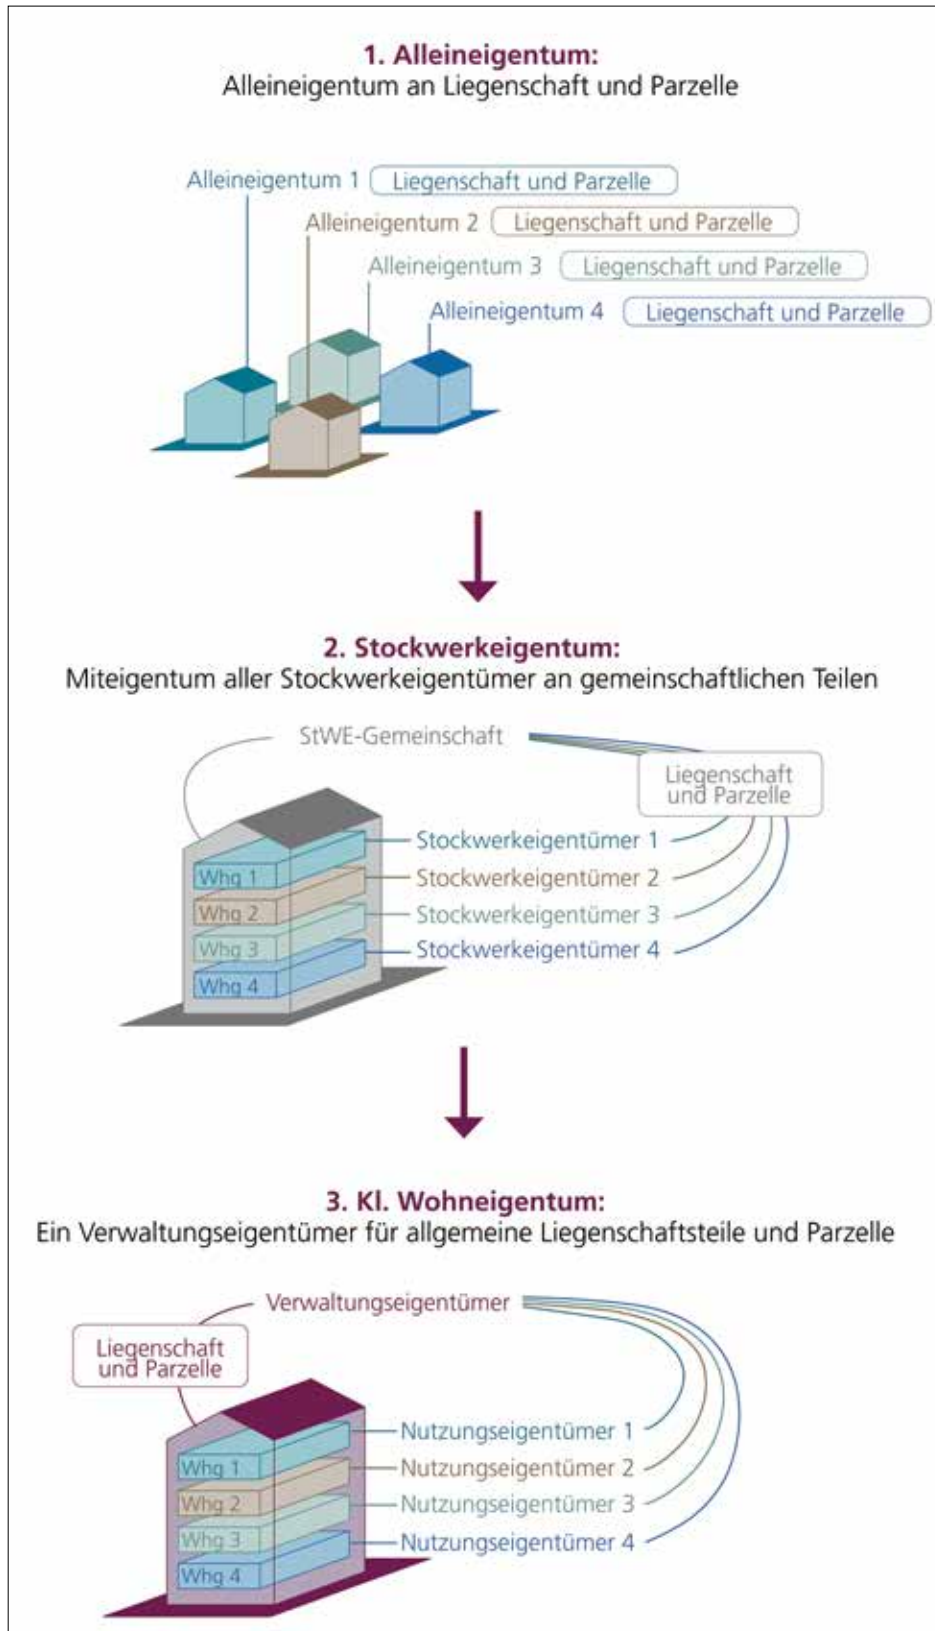 1. Alleineigentum:
Alleineigentum an Liegenschaft und Parzelle
Alleineigentum 1 Liegenschaft und Parzelle
Alleineigentum 2 Liegenschaft und Parzelle
Alleineigentum 3 Liegenschaft und Parzelle
Alleineigentum 4 Liegenschaft und Parzelle
2. Stockwerkeigentum:
Miteigentum aller Stockwerkeigentümer an gemeinschaftlichen Teilen
StWE-Gemeinschaft
Liegenschaft
und Parzelle
Stockwerkeigentümer 1
Whg 1
Stockwerkeigentümer 2
Whg 2
Stockwerkeigentümer 3
Whg 3
Stockwerkeigentümer 4
Whg 4
3. Kl. Wohneigentum:
Ein Verwaltungseigentümer für allgemeine Liegenschaftsteile und Parzelle
Verwaltungseigentümer
Liegenschaft
und Parzelle
Nutzungseigentümer 1
Whg 1
Nutzungseigentümer 2
Whg 2
Nutzungseigentümer 3
Whg 3
Nutzungseigentümer 4
Whg 4